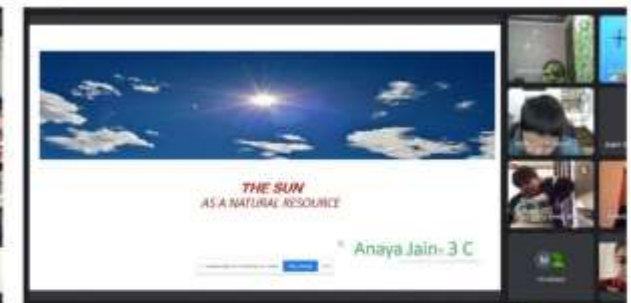 THE SUN
AS A NATURAL RESOURCE
Anaya Jain- 3 C